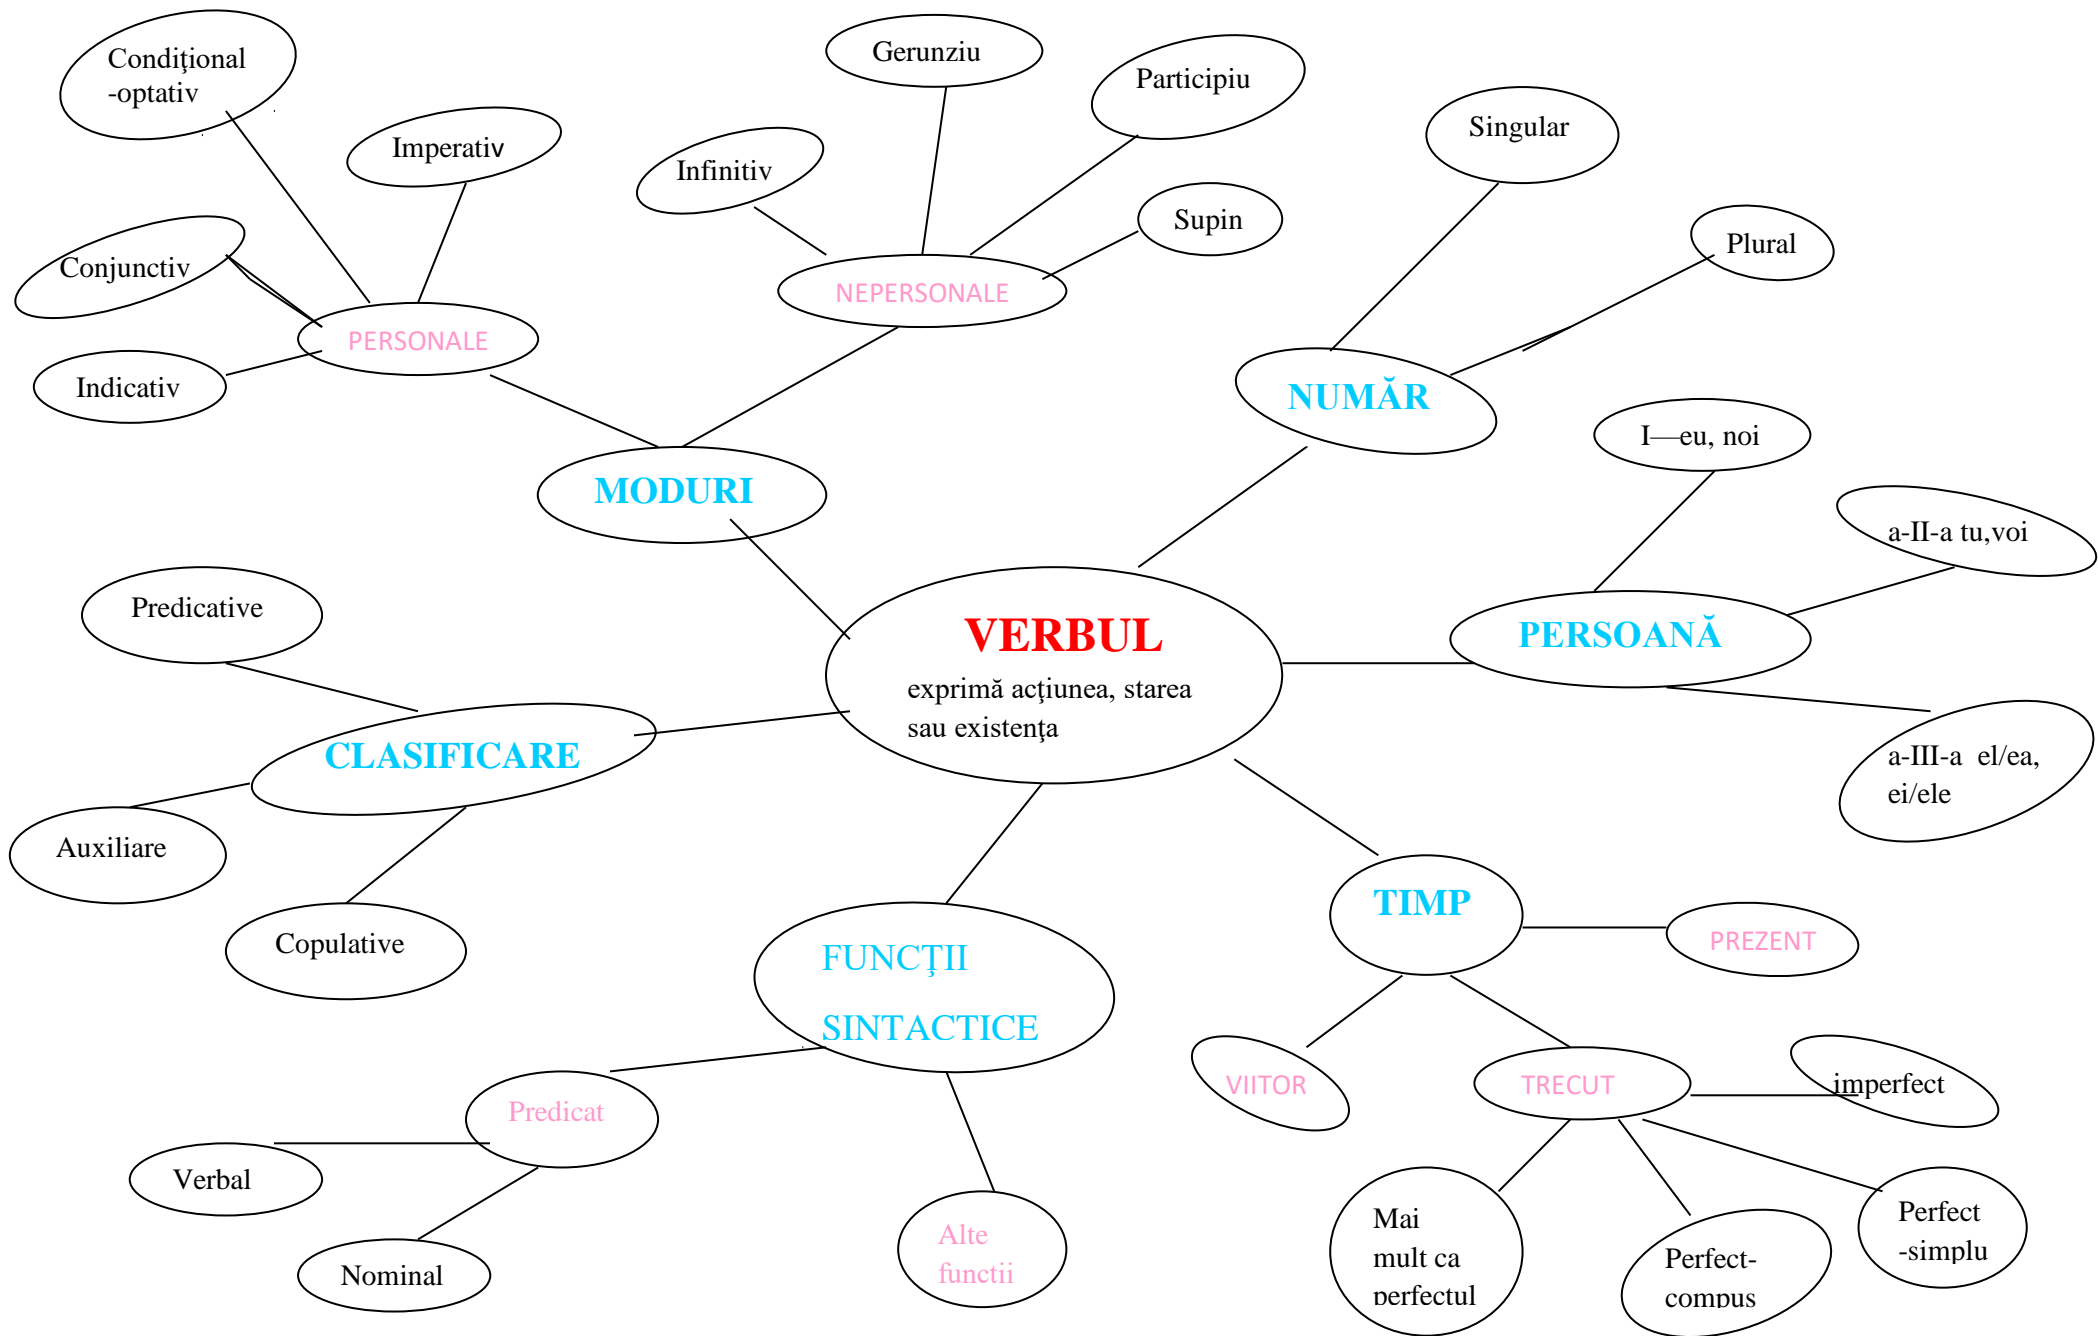 Condiţional
-optativ
Imperativ
Conjunctiv
Indicativ
PERSONALE
Gerunziu
Participiu
Infinitiv
Supin
NEPERSONALE
MODURI
Singular
Plural
NUMĂR
I—eu, noi
a-II-a tu,voi
PERSOANĂ
a-III-a el/ea,
ei/ele
VERBUL
exprimă acţiunea, starea
sau existenţa
Predicative
CLASIFICARE
Auxiliare
Copulative
FUNCŢII
SINTACTICE
Predicat
Verbal
Nominal
Alte
functii
TIMP
PREZENT
VIITOR
TRECUT
imperfect
Mai
mult ca
perfectul
Perfect-
compus
Perfect
-simplu